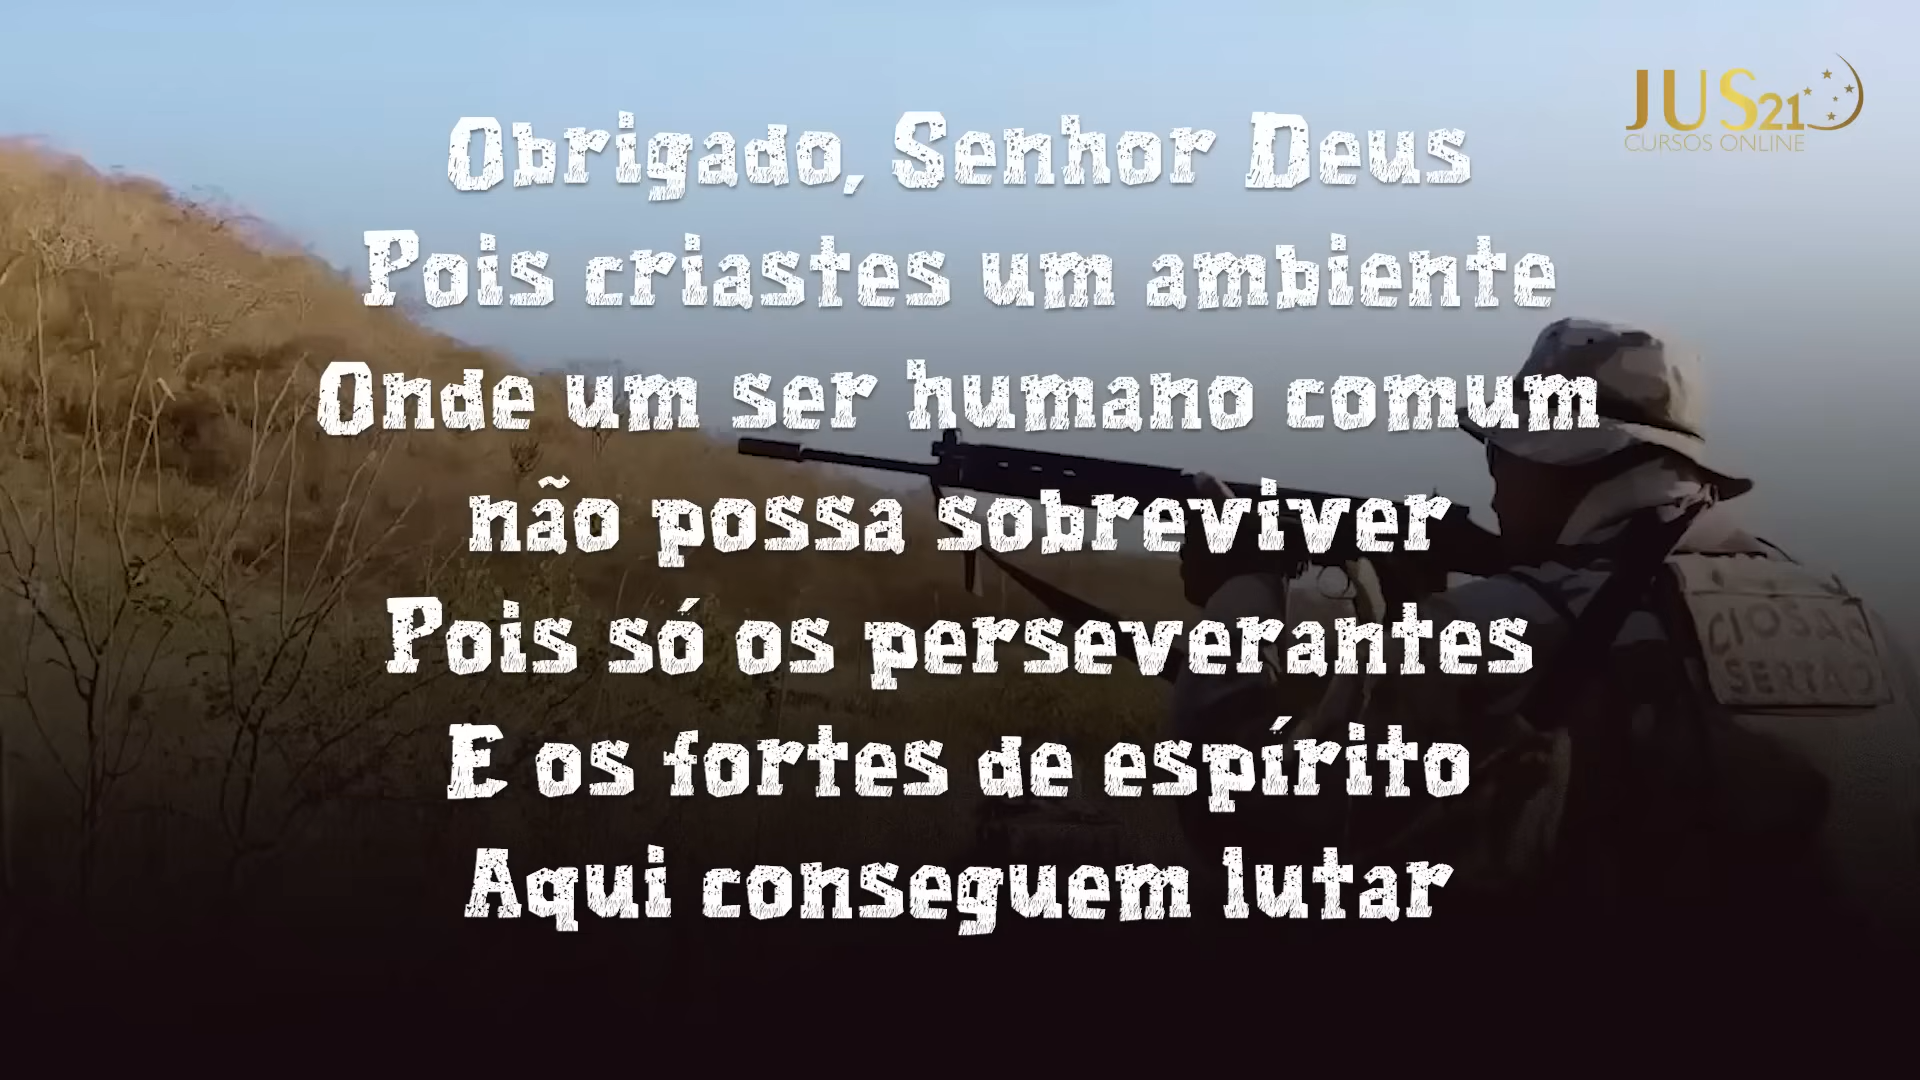 JUS21
CURSOS ONLINE
Obrigado, Senhor Deus
Pois criastes um ambiente
Onde um ser humano comum
não possa sobreviver
Pois só os perseverantes
E os fortes de espírito
Aqui conseguem lutar
CIOSAC
SERTÃO